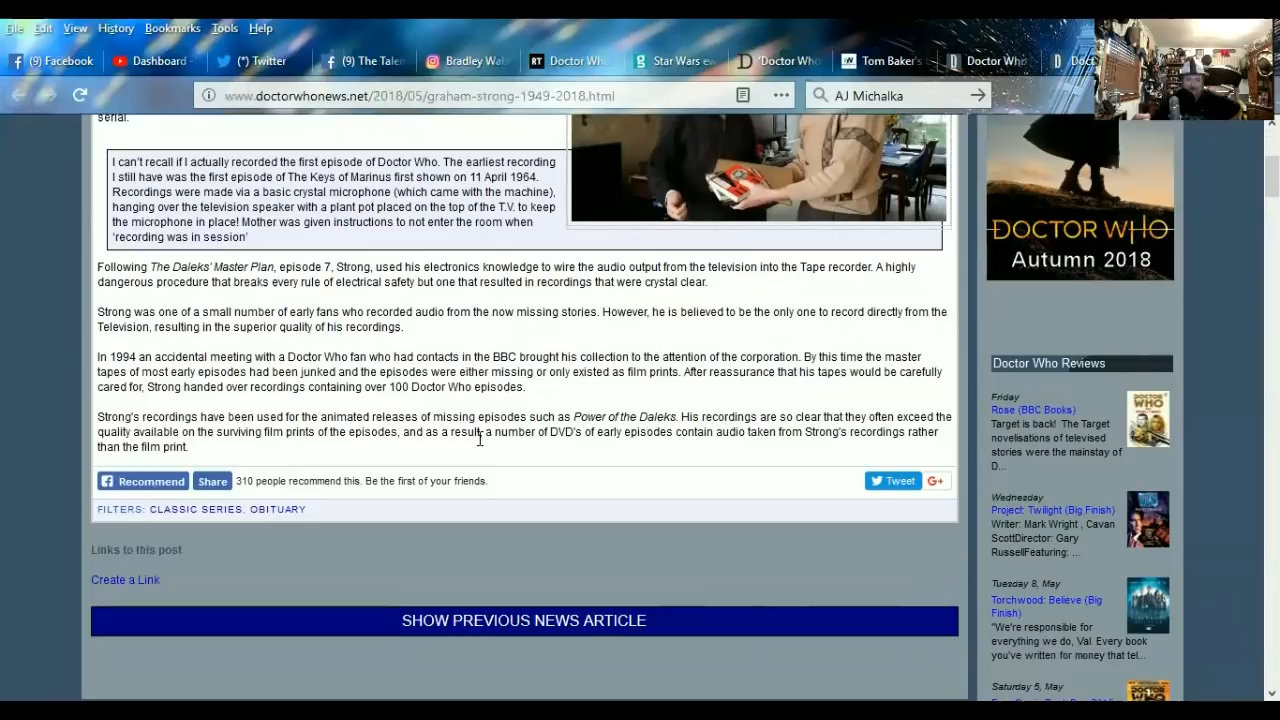 File Edit View History Bookmarks Tools Help
(9) Facebook
Dashboard
(*) Twitter
(9) The Tale
Bradley Wal
RT Doctor Who
Star Wars e
'Doctor Who
Tom Baker's
Doctor Who
Doct
www.doctorwhonews.net/2018/05/graham-strong-1949-2018.html
AJ Michalka
serial.
I can't recall if I actually recorded the first episode of Doctor Who. The earliest recording
I still have was the first episode of The Keys of Marinus first shown on 11 April 1964.
Recordings were made via a basic crystal microphone (which came with the machine),
hanging over the television speaker with a plant pot placed on the top of the T.V. to keep
the microphone in place! Mother was given instructions to not enter the room when
'recording was in session'
Following The Daleks' Master Plan, episode 7, Strong, used his electronics knowledge to wire the audio output from the television into the Tape recorder. A highly
dangerous procedure that breaks every rule of electrical safety but one that resulted in recordings that were crystal clear.
Strong was one of a small number of early fans who recorded audio from the now missing stories. However, he is believed to be the only one to record directly from the
Television, resulting in the superior quality of his recordings.
In 1994 an accidental meeting with a Doctor Who fan who had contacts in the BBC brought his collection to the attention of the corporation. By this time the master
tapes of most early episodes had been junked and the episodes were either missing or only existed as film prints. After reassurance that his tapes would be carefully
cared for, Strong handed over recordings containing over 100 Doctor Who episodes.
Strong's recordings have been used for the animated releases of missing episodes such as Power of the Daleks. His recordings are so clear that they often exceed the
quality available on the surviving film prints of the episodes, and as a result a number of DVD's of early episodes contain audio taken from Strong's recordings rather
than the film print.
Recommend Share 310 people recommend this. Be the first of your friends.
Tweet G+
FILTERS: CLASSIC SERIES, OBITUARY
Links to this post
Create a Link
SHOW PREVIOUS NEWS ARTICLE
DOCTOR WHO
Autumn 2018
Doctor Who Reviews
Friday
Rose (BBC Books)
Target is back! The Target
novelisations of televised
stories were the mainstay of
D...
Wednesday
Project: Twilight (Big Finish)
Writer: Mark Wright , Cavan
ScottDirector: Gary
RussellFeaturing: ...
Tuesday 8, May
Torchwood: Believe (Big
Finish)
"We're responsible for
everything we do, Val. Every book
you've written for money that tel...
Saturday 5, May